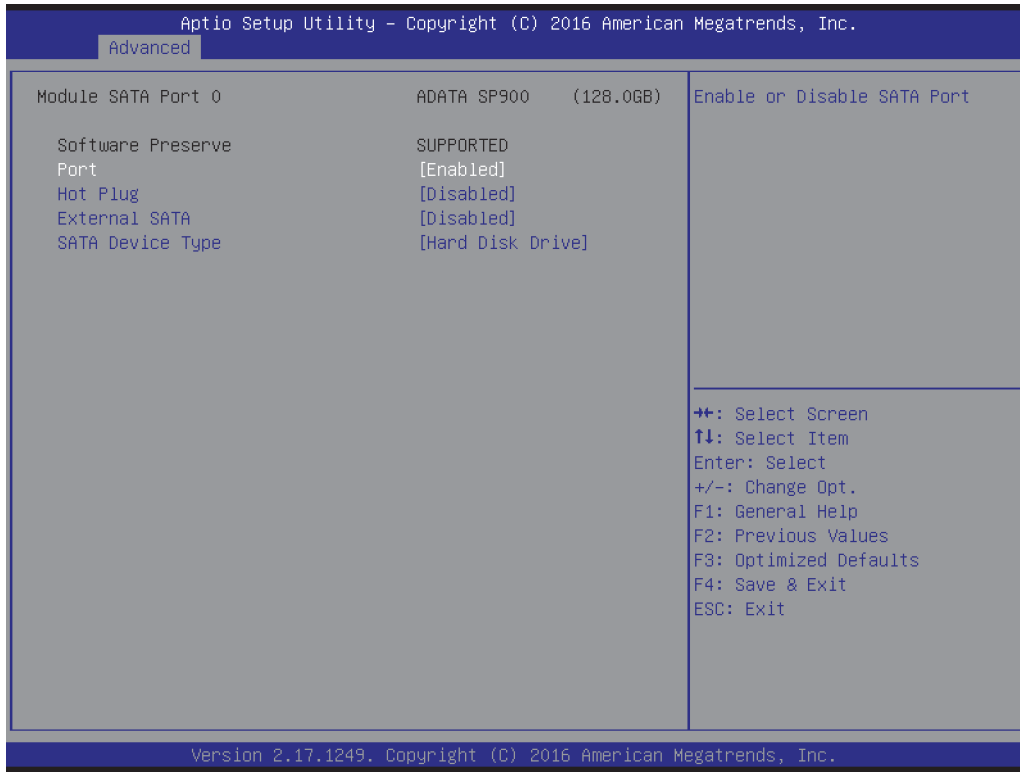 Aptio Setup Utility – Copyright (C) 2016 American Megatrends, Inc.
Advanced
Module SATA Port 0 ADATA SP900 (128.0GB)
Software Preserve SUPPORTED
Port [Enabled]
Hot Plug [Disabled]
External SATA [Disabled]
SATA Device Type [Hard Disk Drive]
Enable or Disable SATA Port
→←: Select Screen
↑↓: Select Item
Enter: Select
+/-: Change Opt.
F1: General Help
F2: Previous Values
F3: Optimized Defaults
F4: Save & Exit
ESC: Exit
Version 2.17.1249. Copyright (C) 2016 American Megatrends, Inc.